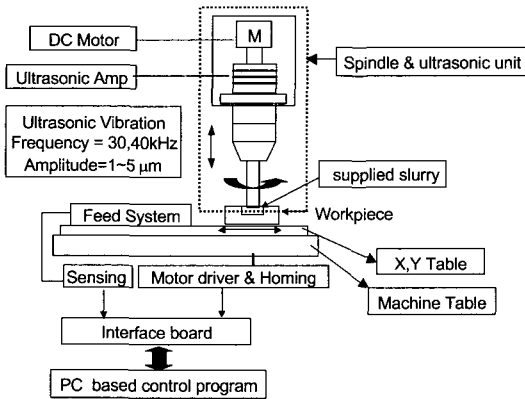 DC Motor
M
Ultrasonic Amp
Spindle & ultrasonic unit
Ultrasonic Vibration
Frequency = 30,40kHz
Amplitude=1~5 μm
supplied slurry
Feed System
Workpiece
X,Y Table
Sensing
Motor driver & Homing
Machine Table
Interface board
PC based control program